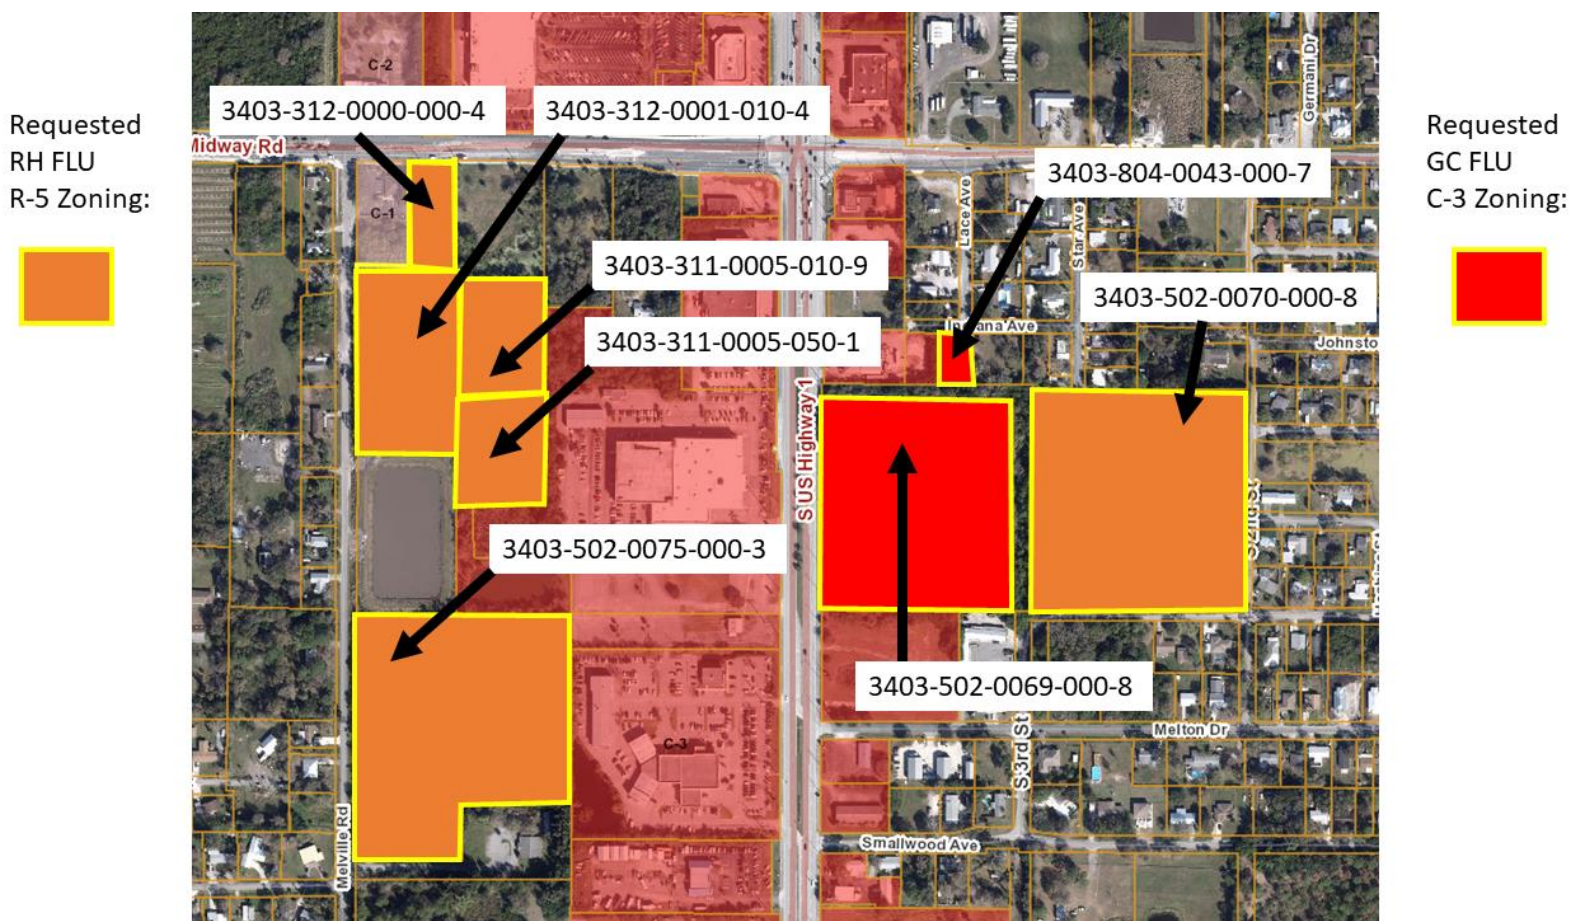 Requested
RH FLU
R-5 Zoning:
C-2
3403-312-0000-000-4
3403-312-0001-010-4
Midway Rd
Germani Dr
Requested
GC FLU
C-3 Zoning:
3403-804-0043-000-7
C-1
Lace Ave
Star Ave
3403-311-0005-010-9
3403-502-0070-000-8
3403-311-0005-050-1
Johnsto
S US Highway 1
S 2nd St
3403-502-0075-000-3
3403-502-0069-000-8
Melton Dr
C-3
S 3rd St
Melville Rd
Smallwood Ave